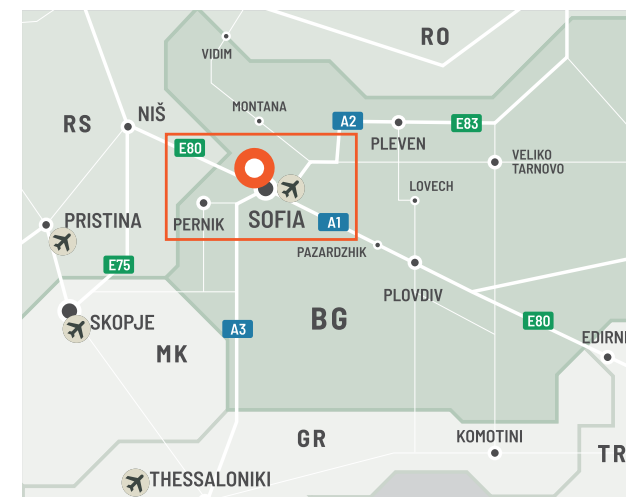 RO
VIDIM
MONTANA
NIŠ
RS
A2
E83
E80
PLEVEN
VELIKO
TARNOVO
LOVECH
PRISTINA
PERNIK
SOFIA
A1
PAZARDZHIK
E75
PLOVDIV
SKOPJE
A3
BG
E80
EDIRN
MK
GR
KOMOTINI
TR
THESSALONIKI